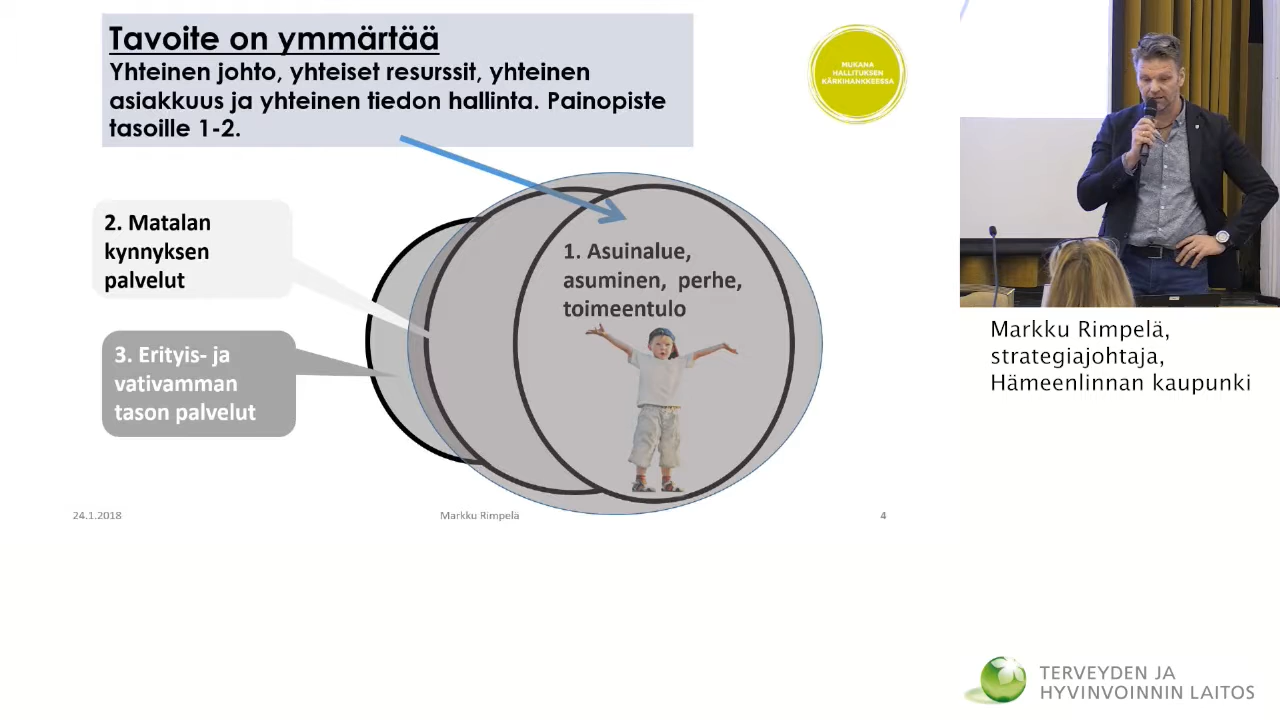 Tavoite on ymmärtää
Yhteinen johto, yhteiset resurssit, yhteinen
asiakkuus ja yhteinen tiedon hallinta. Painopiste
tasoille 1-2.
MUKANA
HALLITUKSEN
KÄRKIHANKKEESSA
2. Matalan
kynnyksen
palvelut
1. Asuinalue,
asuminen, perhe,
toimeentulo
3. Erityis- ja
vativamman
tason palvelut
24.1.2018
Markku Rimpelä
4
Markku Rimpelä,
strategiajohtaja,
Hämeenlinnan kaupunki
TERVEYDEN JA
HYVINVOINNIN LAITOS